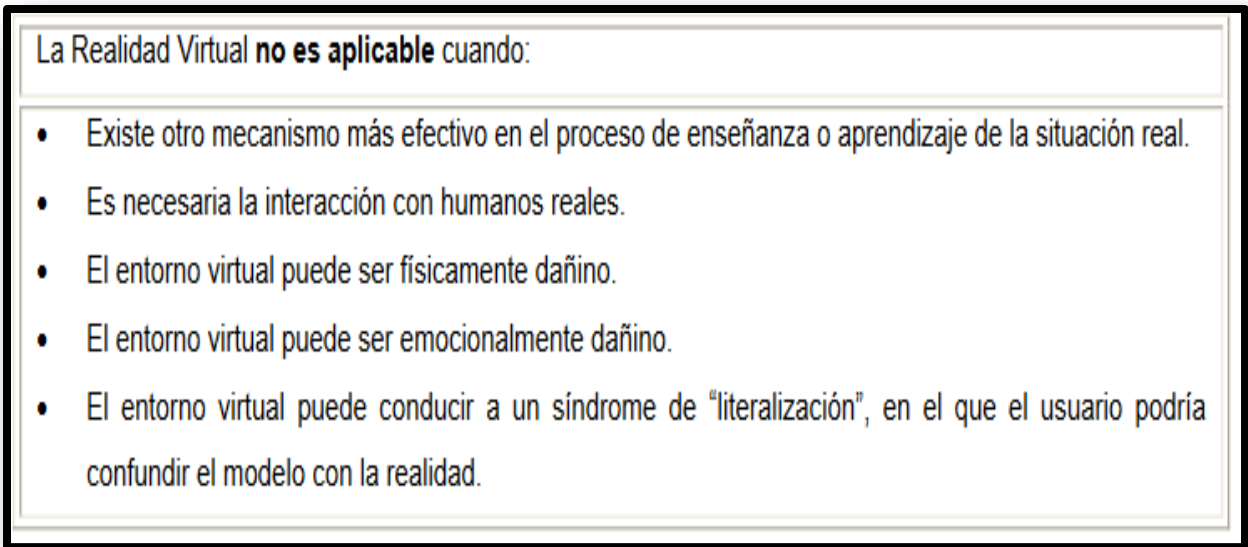 La Realidad Virtual no es aplicable cuando:
• Existe otro mecanismo más efectivo en el proceso de enseñanza o aprendizaje de la situación real.
• Es necesaria la interacción con humanos reales.
• El entorno virtual puede ser físicamente dañino.
• El entorno virtual puede ser emocionalmente dañino.
• El entorno virtual puede conducir a un síndrome de “literalización”, en el que el usuario podría
confundir el modelo con la realidad.